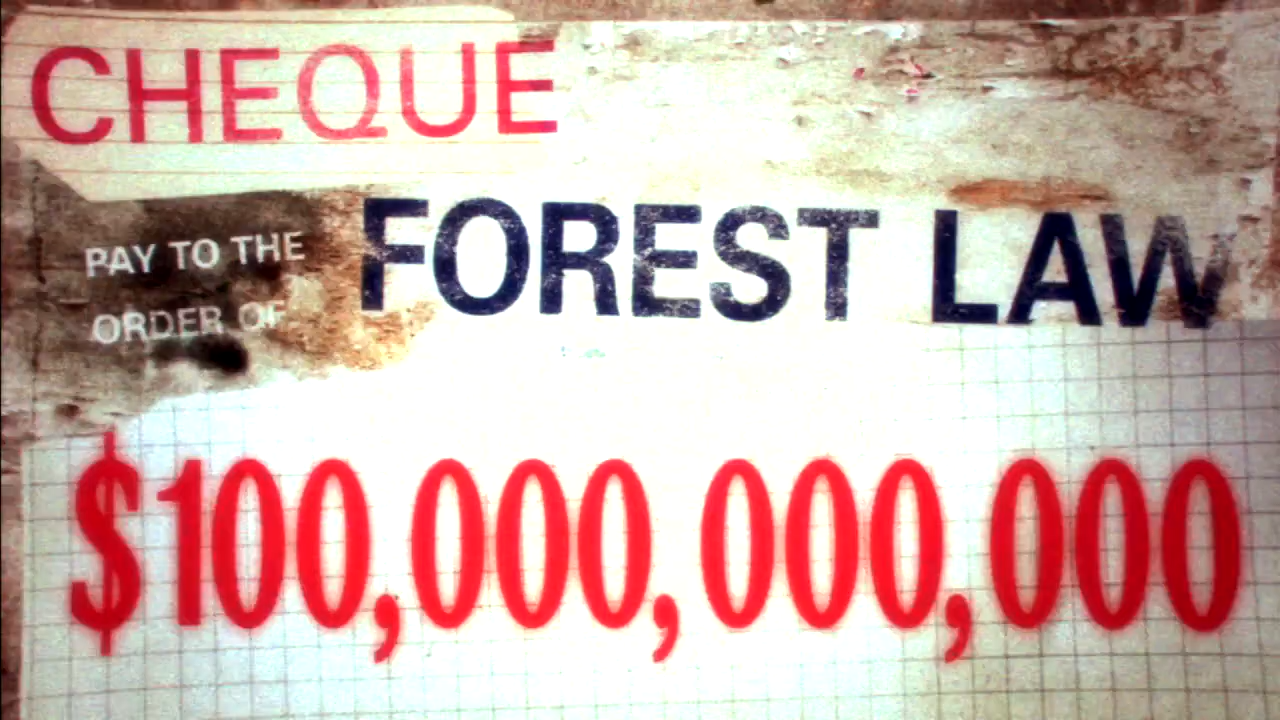 CHEQUE
PAY TO THE
ORDER OF
FOREST LAW
$100,000,000,000